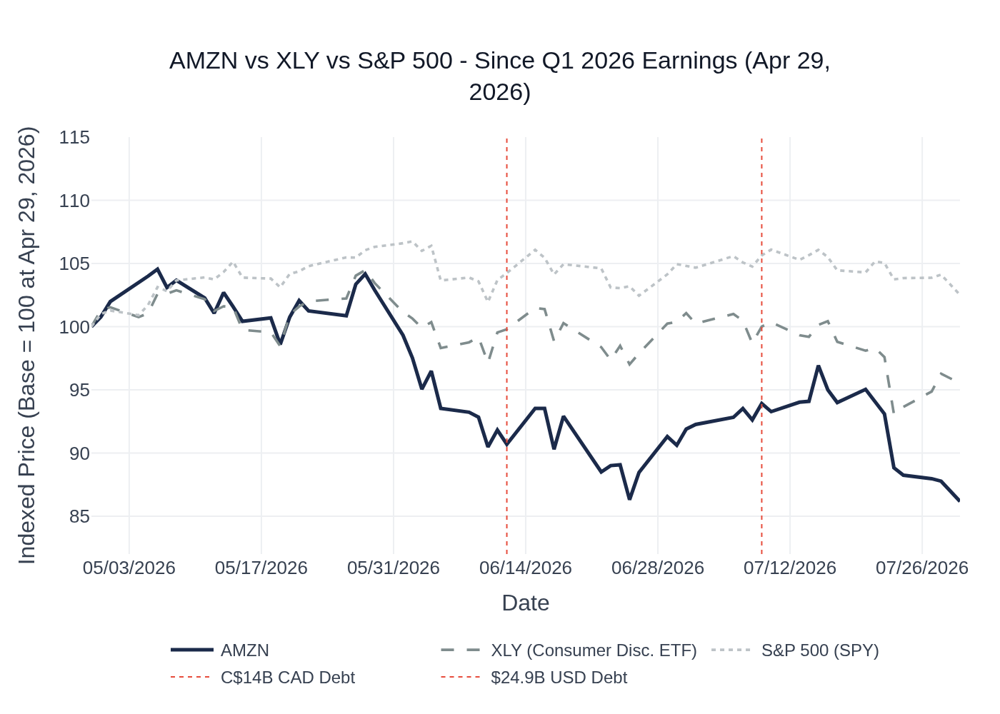 AMZN vs XLY vs S&P 500 - Since Q1 2026 Earnings (Apr 29,
2026)
Indexed Price (Base = 100 at Apr 29, 2026)
115
110
105
100
95
90
85
05/03/2026
05/17/2026
05/31/2026
06/14/2026
06/28/2026
07/12/2026
07/26/2026
Date
AMZN
XLY (Consumer Disc. ETF)
S&P 500 (SPY)
C$14B CAD Debt
$24.9B USD Debt